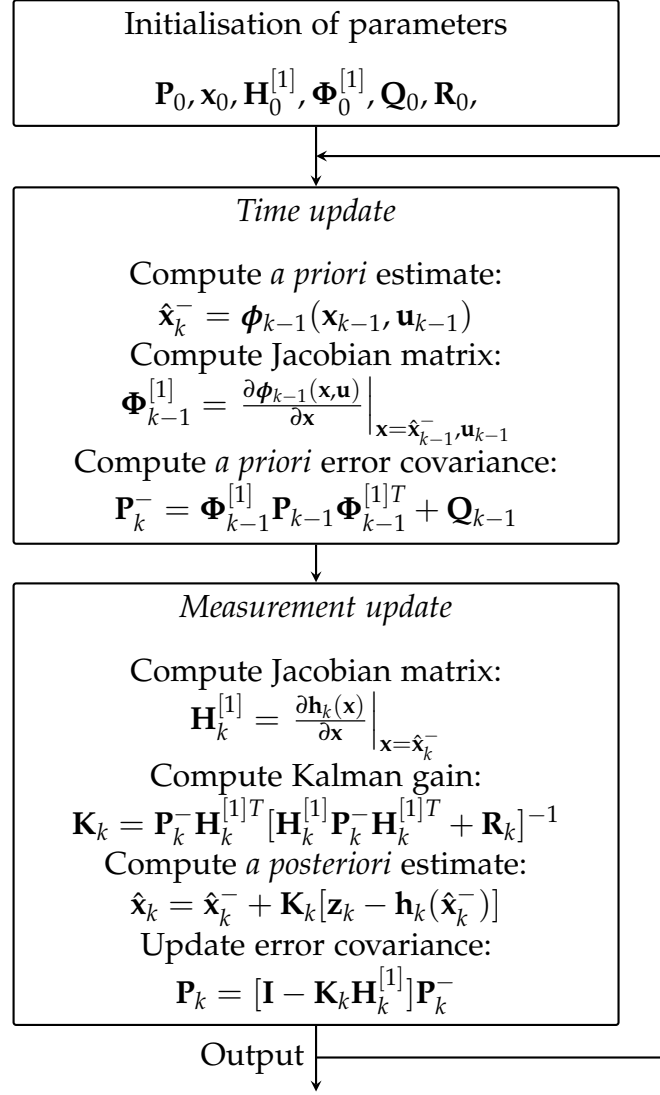 Initialisation of parameters
𝐏₀, 𝐱₀, 𝐇₀^[1], 𝚽₀^[1], 𝐐₀, 𝐑₀,
Time update
Compute a priori estimate:
x̂ₖ⁻ = ϕₖ₋₁(xₖ₋₁, uₖ₋₁)
Compute Jacobian matrix:
Φₖ₋₁^[1] = ∂ϕₖ₋₁(x,u)/∂x |ₓ₌x̂ₖ₋₁⁻,uₖ₋₁
Compute a priori error covariance:
Pₖ⁻ = Φₖ₋₁^[1] Pₖ₋₁ Φₖ₋₁^[1]T + Qₖ₋₁
Measurement update
Compute Jacobian matrix:
Hₖ^[1] = ∂hₖ(x)/∂x |ₓ₌x̂ₖ⁻
Compute Kalman gain:
Kₖ = Pₖ⁻ Hₖ^[1]T [Hₖ^[1] Pₖ⁻ Hₖ^[1]T + Rₖ]⁻¹
Compute a posteriori estimate:
x̂ₖ = x̂ₖ⁻ + Kₖ[zₖ − hₖ(x̂ₖ⁻)]
Update error covariance:
Pₖ = [I − Kₖ Hₖ^[1]]Pₖ⁻
Output